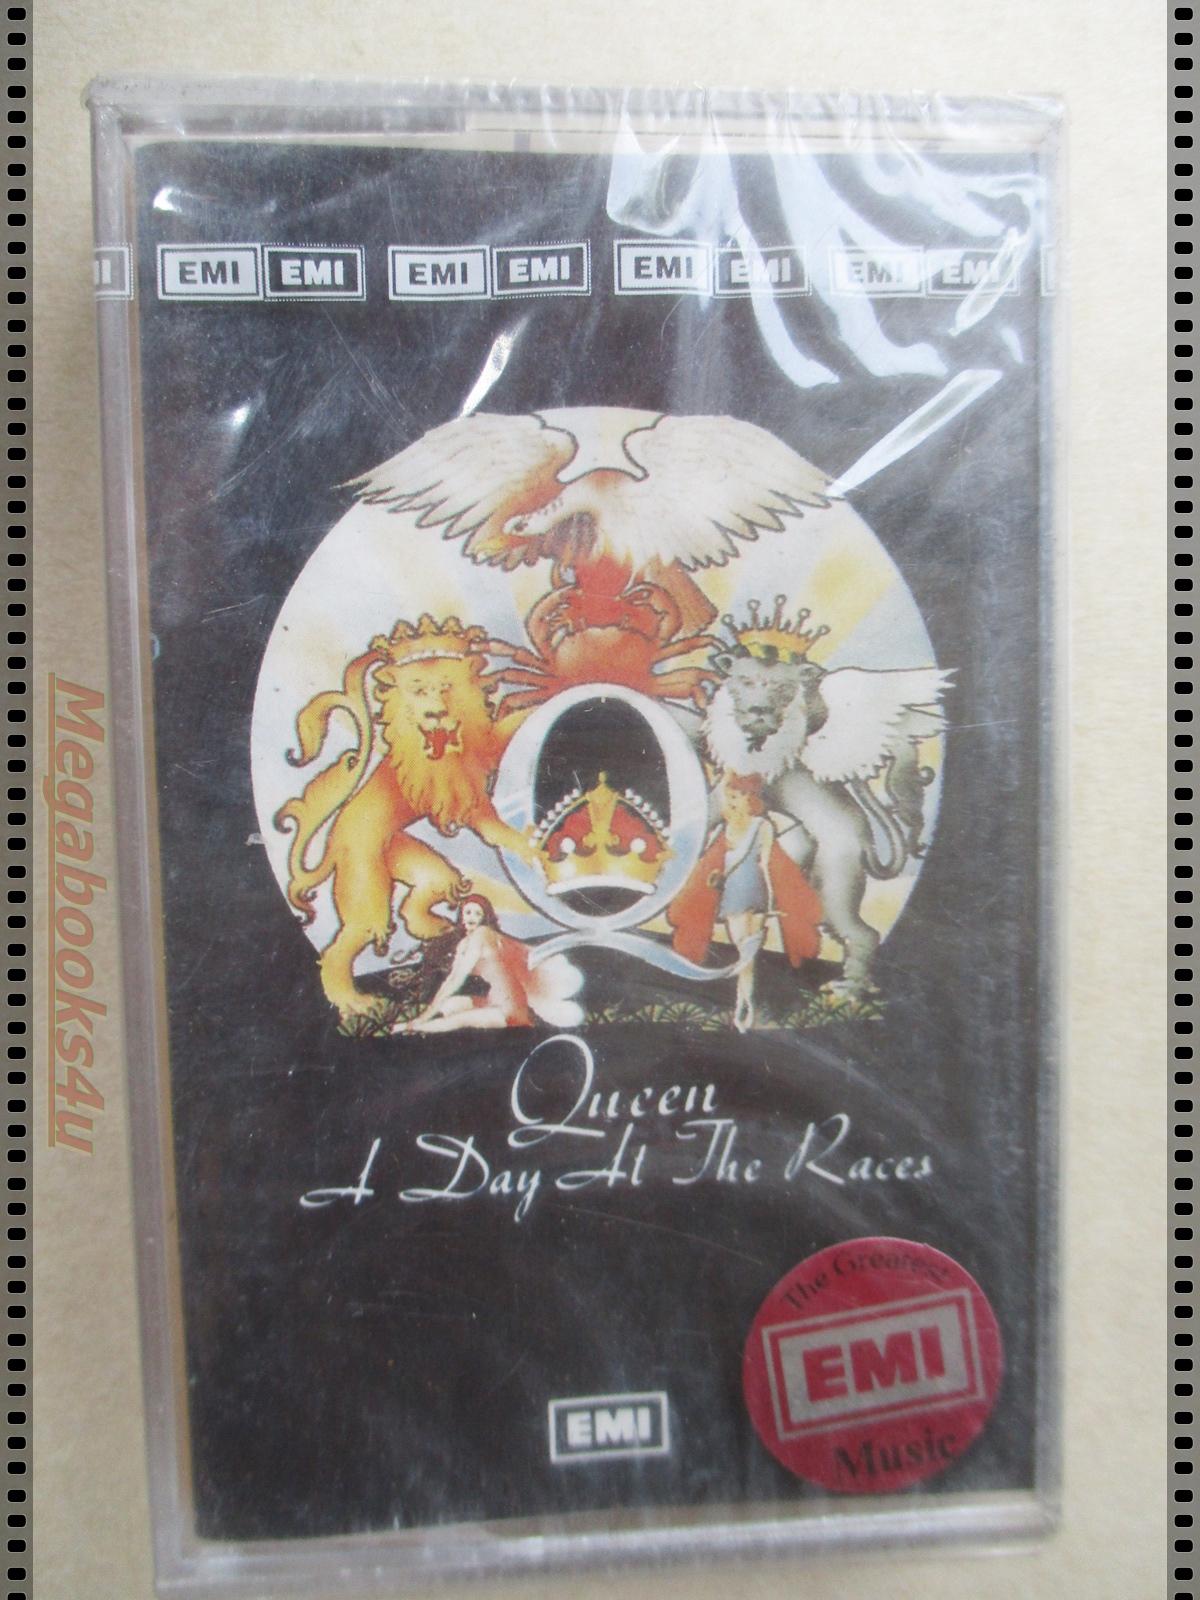 EMI EMI EMI EMI EMI EMI EMI EMI
Q
Queen
A Day At The Races
The Greatest
EMI
Music
EMI
Megabooks4u